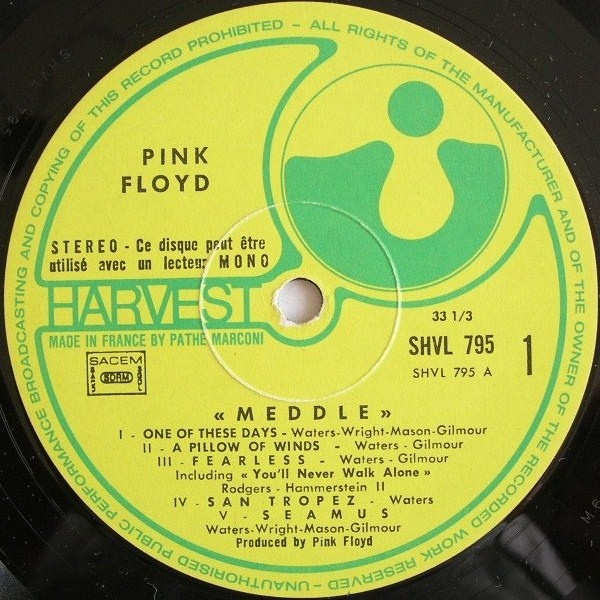 UNAUTHORISED PUBLIC PERFORMANCE BROADCASTING AND COPYING OF THIS RECORD PROHIBITED - ALL RIGHTS OF THE MANUFACTURER AND OF THE OWNER OF THE RECORDED WORK RESERVED -
PINK
FLOYD
STEREO - Ce disque peut être
utilisé avec un lecteur MONO
HARVEST
MADE IN FRANCE BY PATHE MARCONI
SACEM
SDRM
33 1/3
SHVL 795
1
SHVL 795 A
« MEDDLE »
I - ONE OF THESE DAYS - Waters-Wright-Mason-Gilmour
II - A PILLOW OF WINDS - Waters - Gilmour
III - FEARLESS - Waters - Gilmour
Including « You'll Never Walk Alone »
Rodgers - Hammerstein II
IV - SAN TROPEZ - Waters
V - SEAMUS
Waters-Wright-Mason-Gilmour
Produced by Pink Floyd